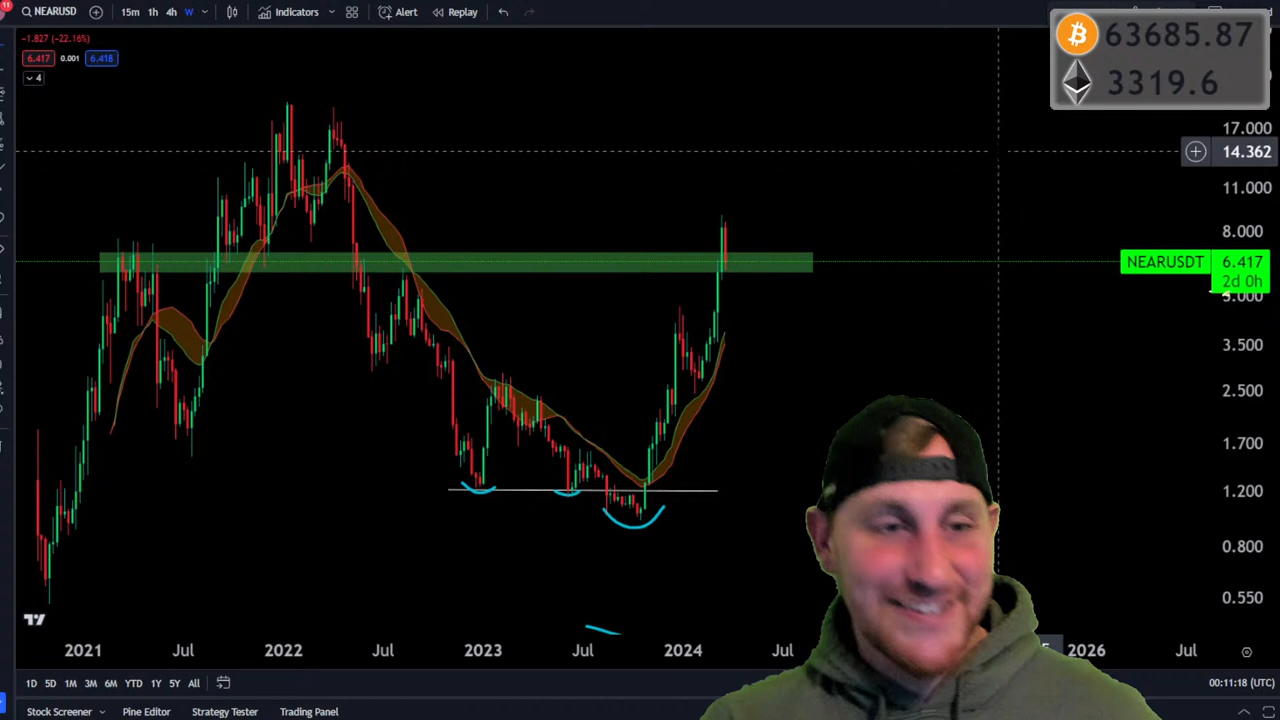 11
NEARUSD
15m 1h 4h W
Indicators
Alert
Replay
63685.87
3319.6
−1.827 (−22.16%)
6.417 0.001 6.418
4
17.000
14.362
11.000
8.000
NEARUSDT 6.417
2d 0h
5.000
3.500
2.500
1.700
1.200
0.800
0.550
2021 Jul 2022 Jul 2023 Jul 2024 Jul 2026 Jul
1D 5D 1M 3M 6M YTD 1Y 5Y All
00:11:18 (UTC)
Stock Screener Pine Editor Strategy Tester Trading Panel